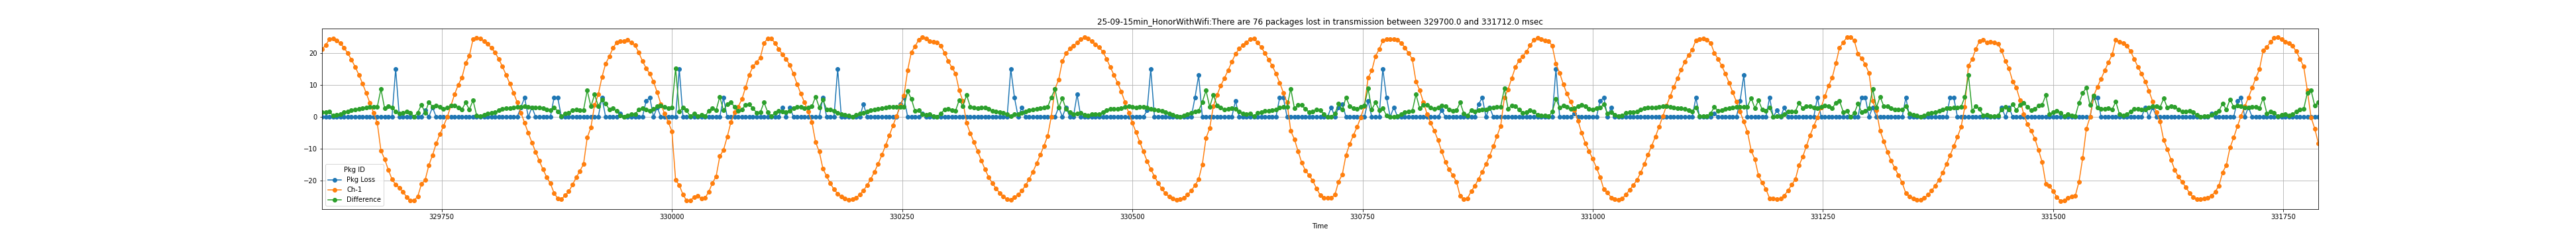 25-09-15min_HonorWithWifi:There are 76 packages lost in transmission between 329700.0 and 331712.0 msec
20
10
0
−10
−20
Pkg ID
Pkg Loss
Ch-1
Difference
329750 330000 330250 330500 330750 331000 331250 331500 331750
Time